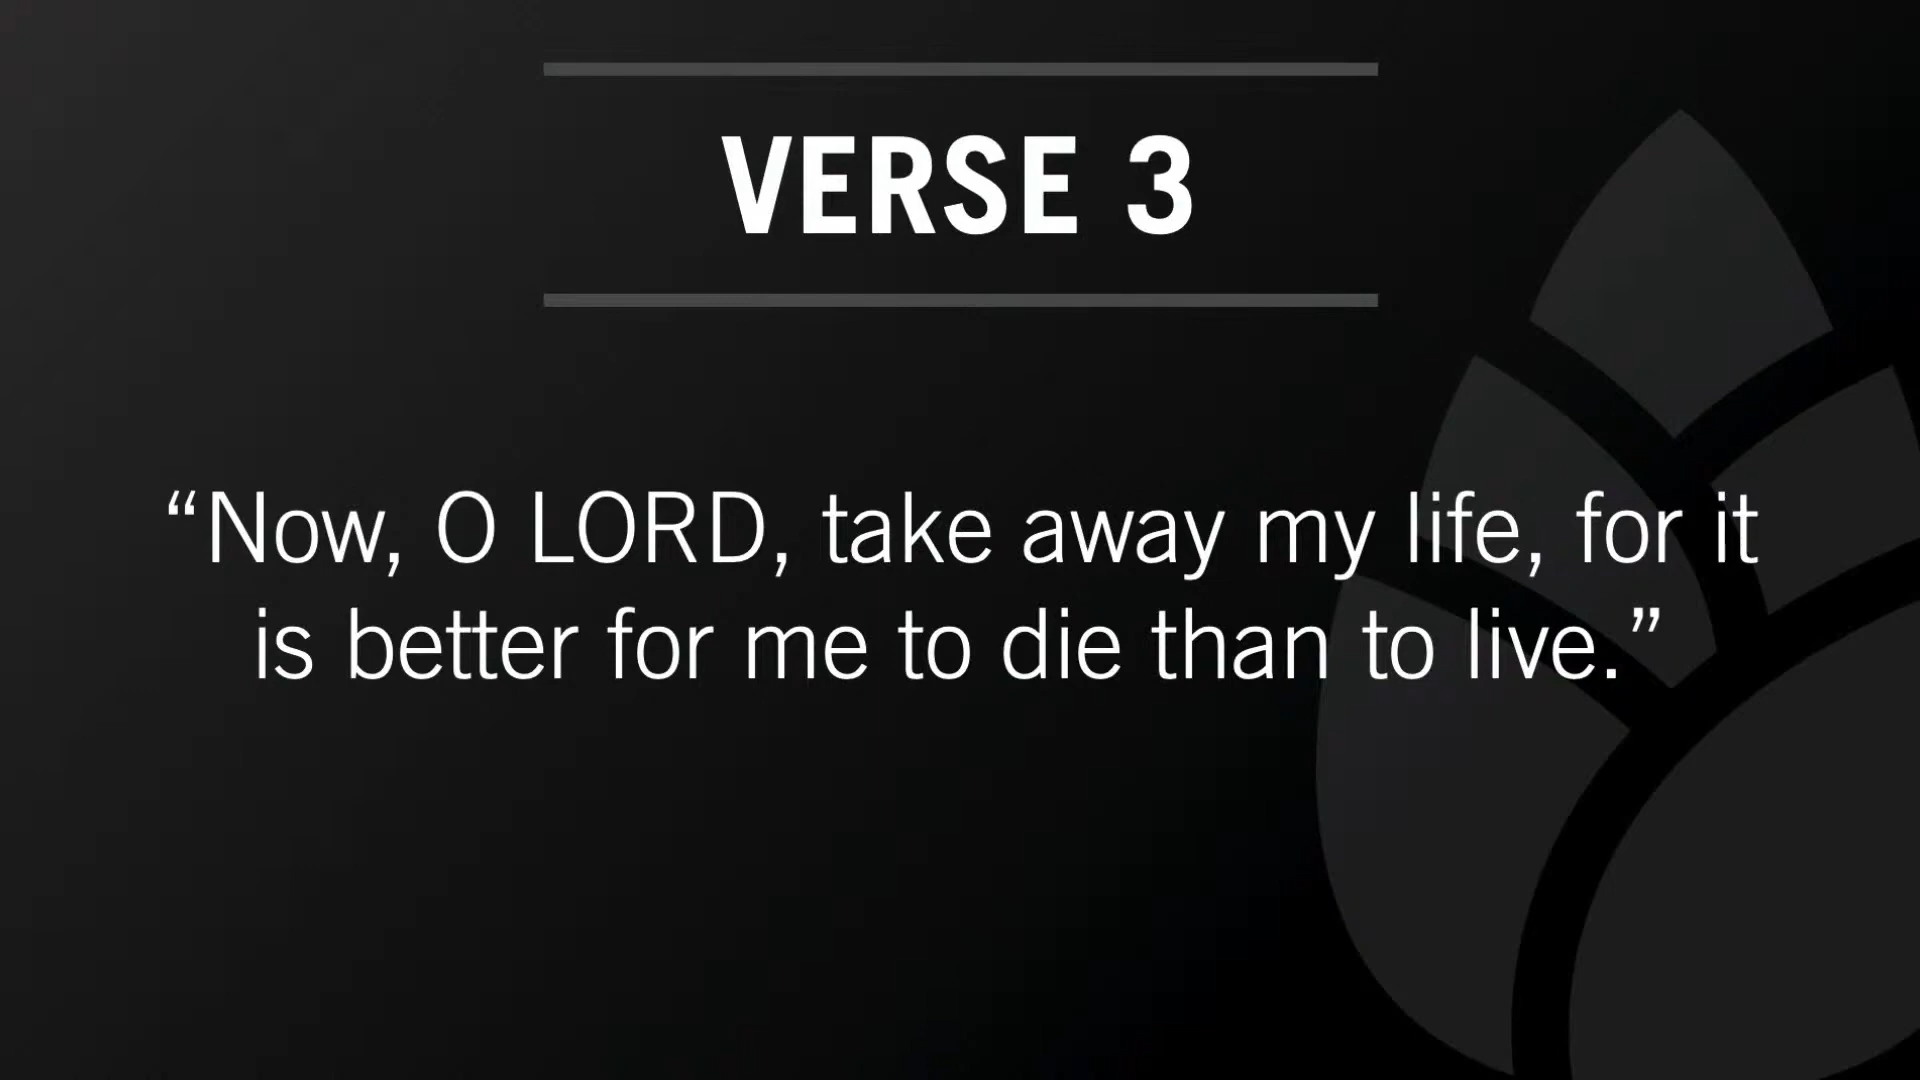 VERSE 3
“Now, O LORD, take away my life, for it
is better for me to die than to live.”